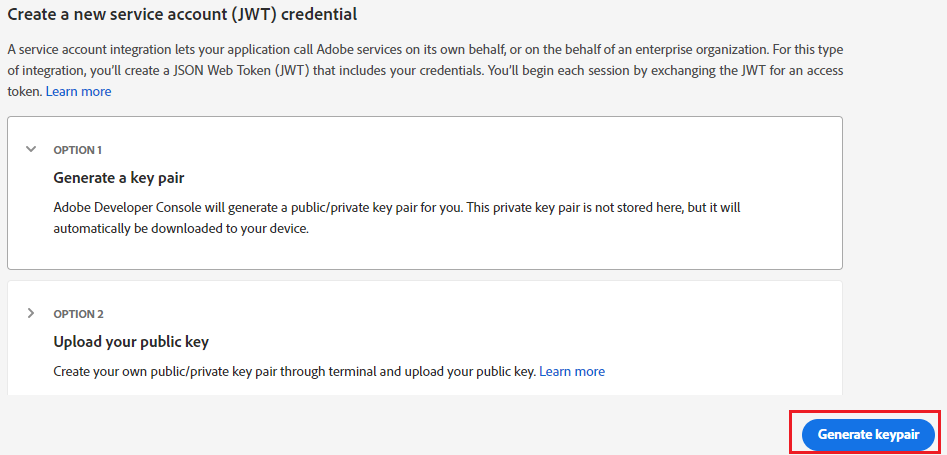 Create a new service account (JWT) credential
A service account integration lets your application call Adobe services on its own behalf, or on the behalf of an enterprise organization. For this type
of integration, you’ll create a JSON Web Token (JWT) that includes your credentials. You’ll begin each session by exchanging the JWT for an access
token. Learn more
OPTION 1
Generate a key pair
Adobe Developer Console will generate a public/private key pair for you. This private key pair is not stored here, but it will
automatically be downloaded to your device.
OPTION 2
Upload your public key
Create your own public/private key pair through terminal and upload your public key. Learn more
Generate keypair